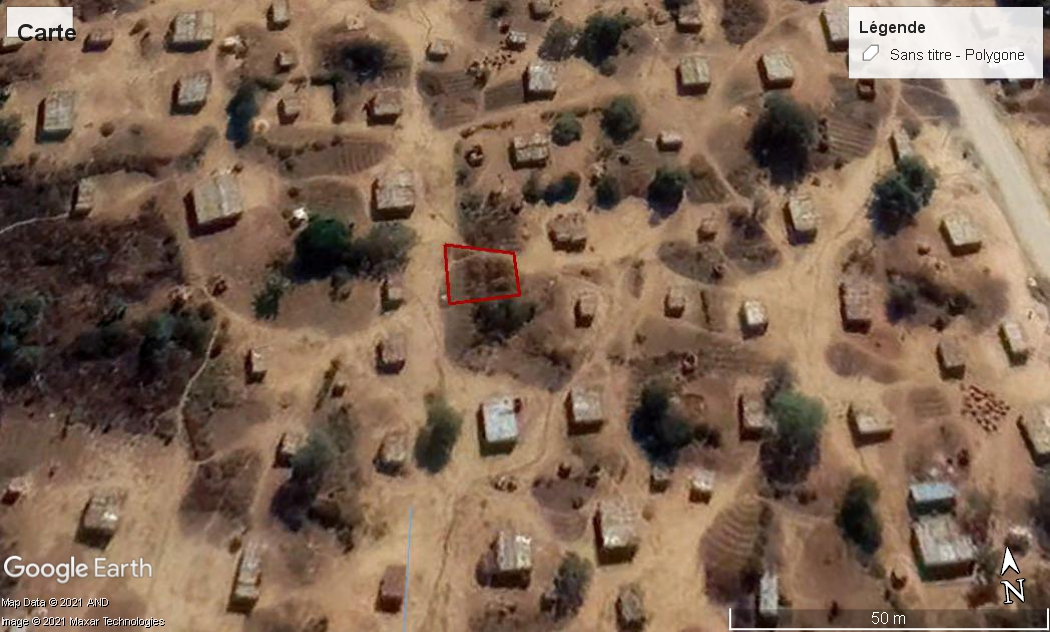 Carte
Légende
Sans titre - Polygone
Google Earth
Map Data © 2021 AND
Image © 2021 Maxar Technologies
50 m
N